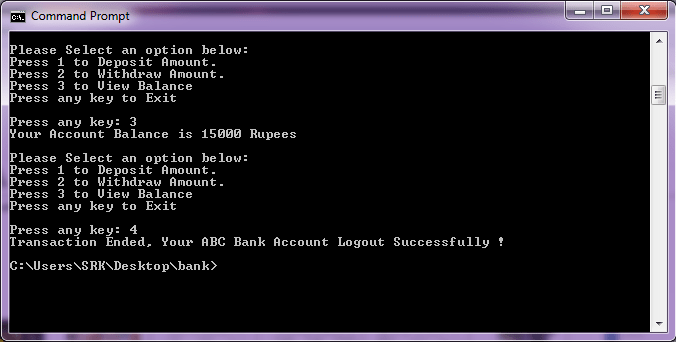 Command Prompt
Please Select an option below:
Press 1 to Deposit Amount.
Press 2 to Withdraw Amount.
Press 3 to View Balance
Press any key to Exit
Press any key: 3
Your Account Balance is 15000 Rupees
Please Select an option below:
Press 1 to Deposit Amount.
Press 2 to Withdraw Amount.
Press 3 to View Balance
Press any key to Exit
Press any key: 4
Transaction Ended, Your ABC Bank Account Logout Successfully !
C:\Users\SRK\Desktop\bank>